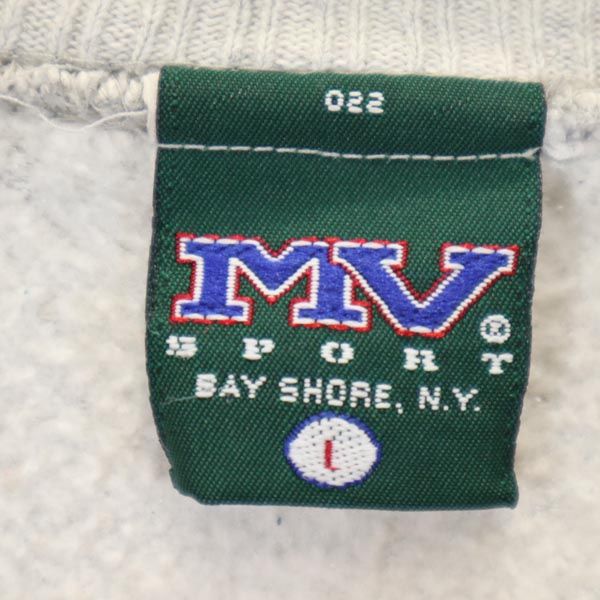 022
MV
SPORT ®
BAY SHORE, N.Y.
L